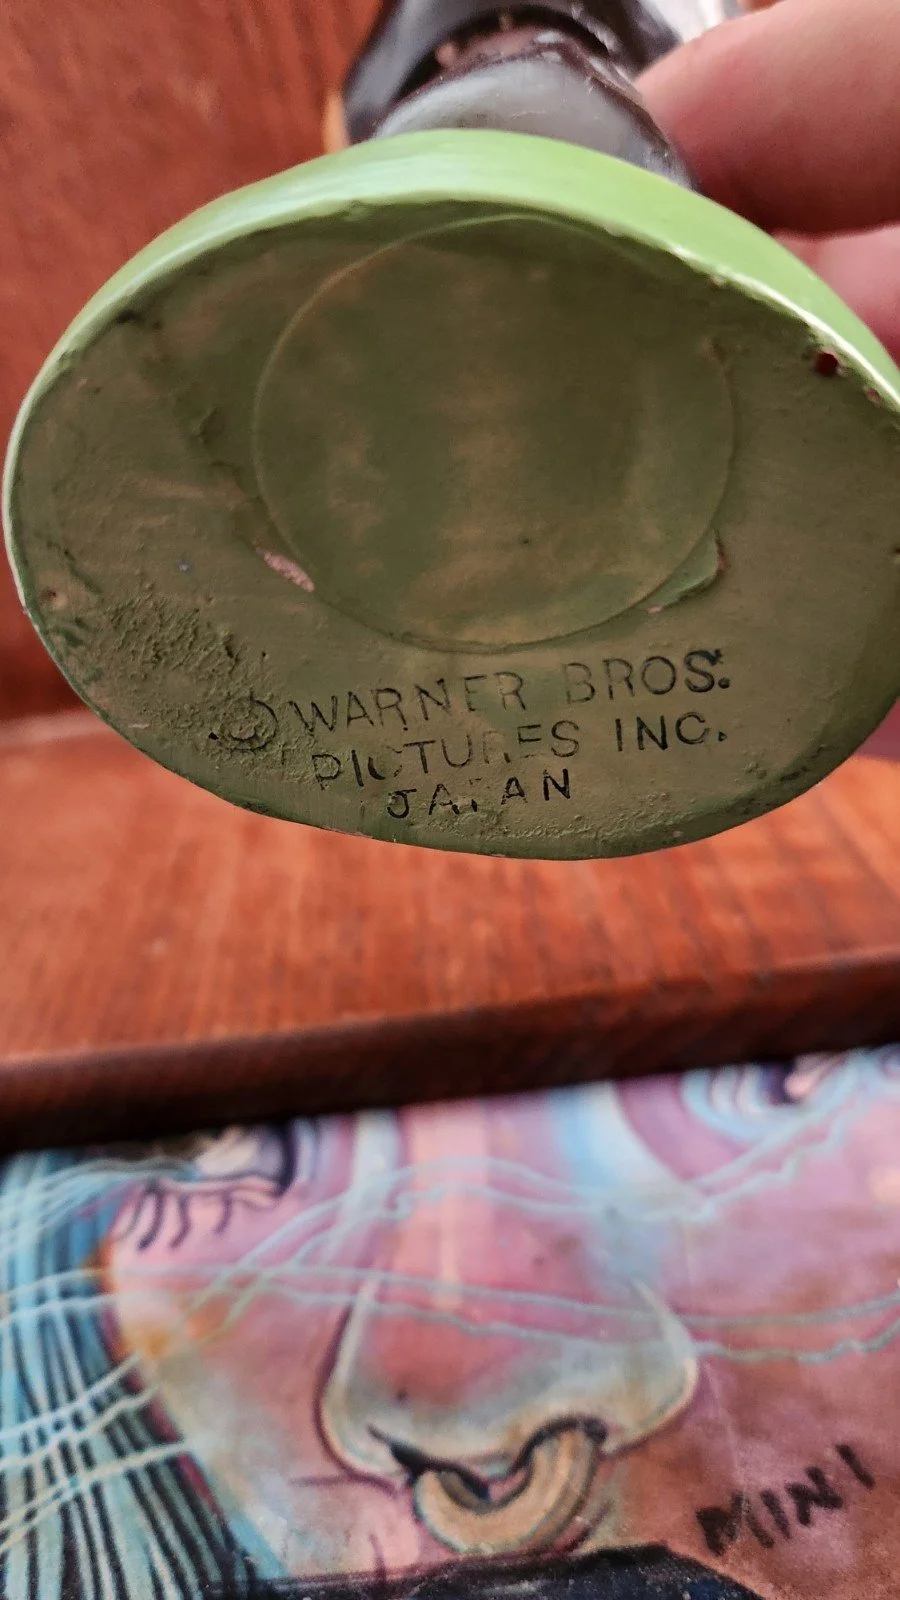 © WARNER BROS.
PICTURES INC.
JAPAN
MINI